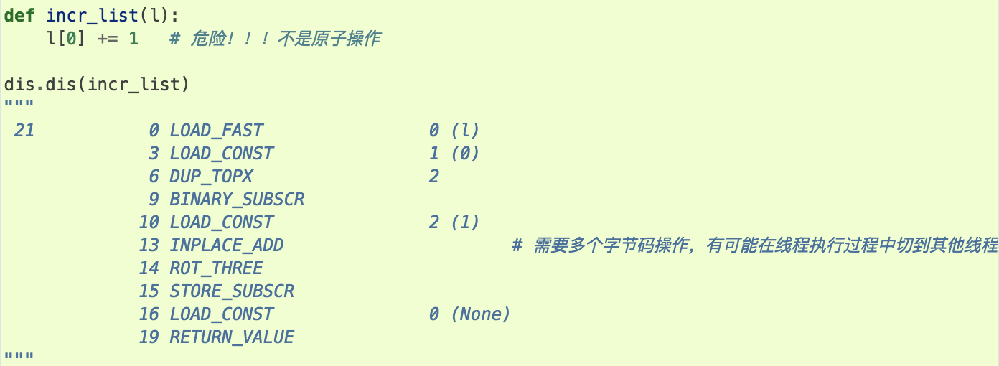 def incr_list(l):
    l[0] += 1   # 危险！！！不是原子操作
dis.dis(incr_list)
"""
 21           0 LOAD_FAST                0 (l)
              3 LOAD_CONST               1 (0)
              6 DUP_TOPX                 2
              9 BINARY_SUBSCR
             10 LOAD_CONST               2 (1)
             13 INPLACE_ADD                      # 需要多个字节码操作，有可能在线程执行过程中切到其他线程
             14 ROT_THREE
             15 STORE_SUBSCR
             16 LOAD_CONST               0 (None)
             19 RETURN_VALUE
"""